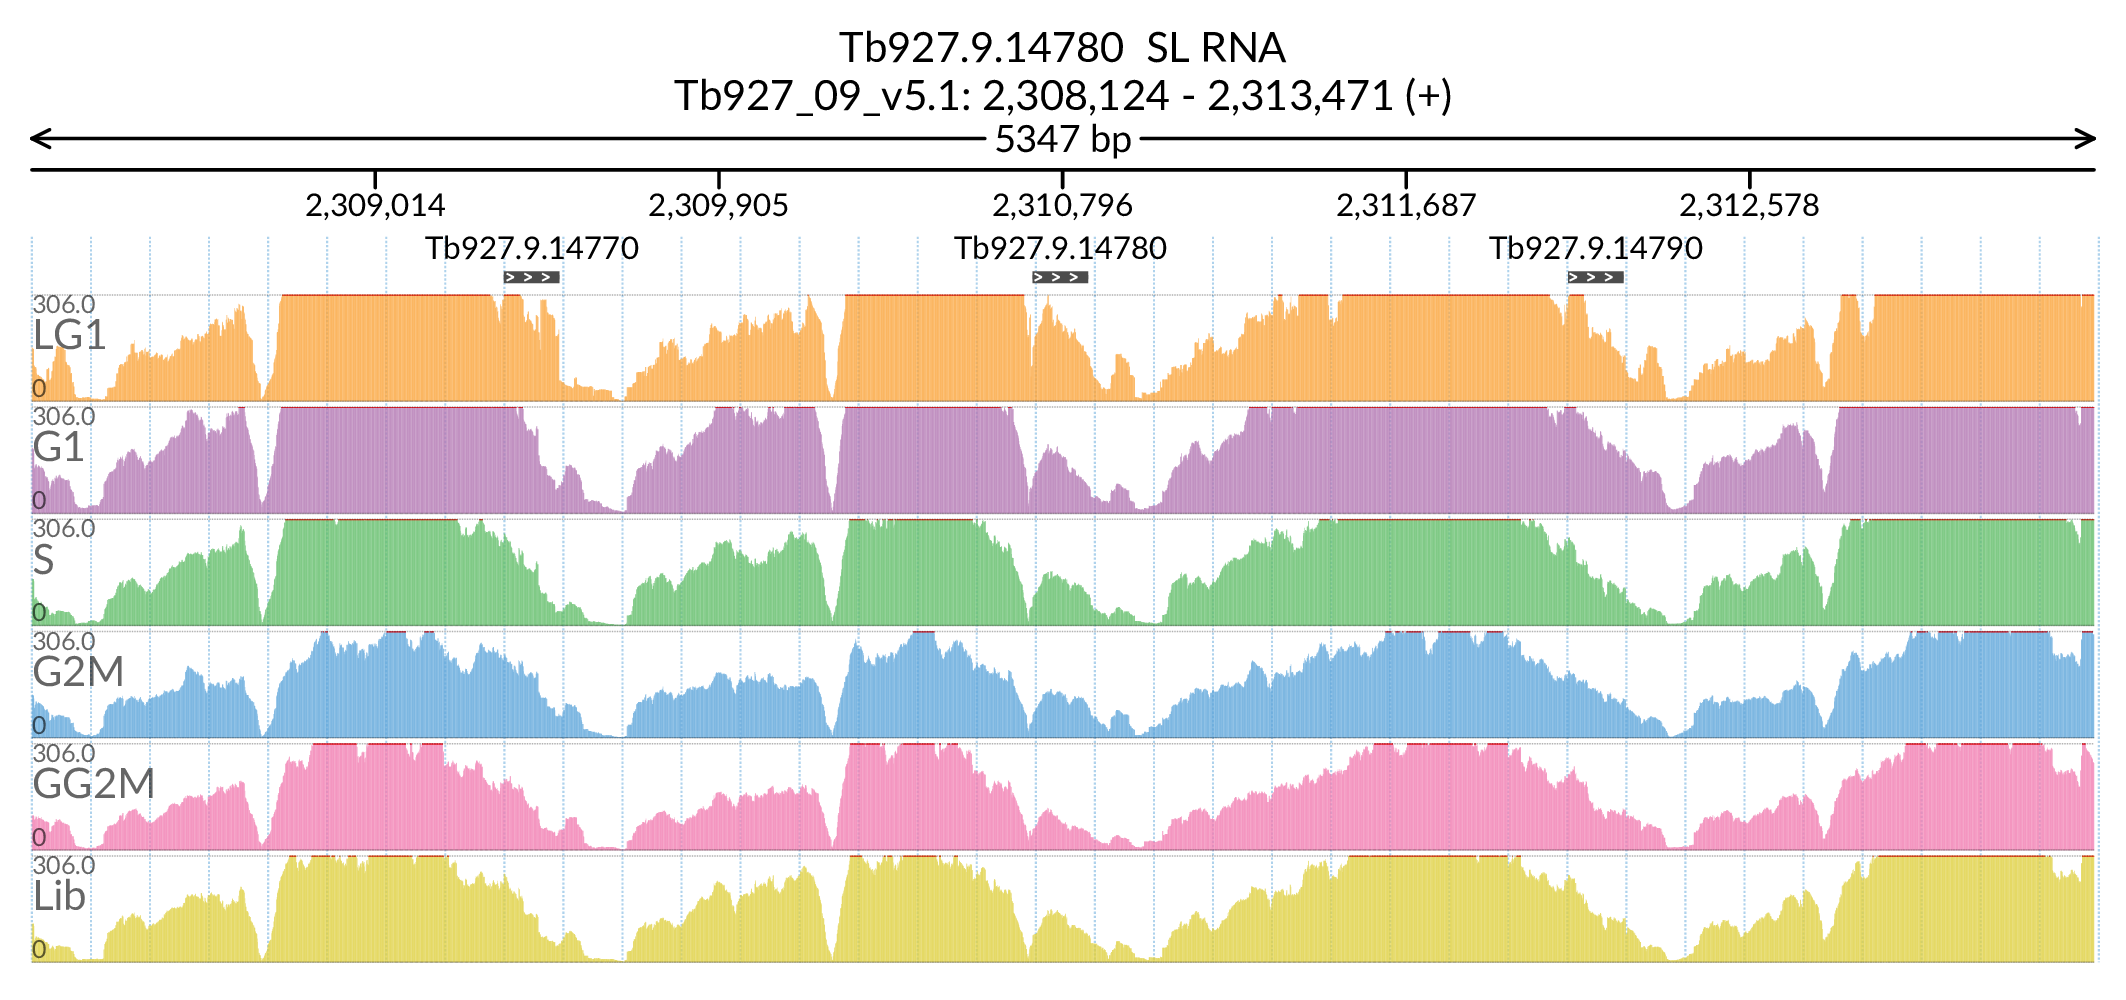 Tb927.9.14780 SL RNA
Tb927_09_v5.1: 2,308,124 - 2,313,471 (+)
5347 bp
2,309,014 2,309,905 2,310,796 2,311,687 2,312,578
Tb927.9.14770 Tb927.9.14780 Tb927.9.14790
> > > > > > > > >
306.0
LG1
0
306.0
G1
0
306.0
S
0
306.0
G2M
0
306.0
GG2M
0
306.0
Lib
0